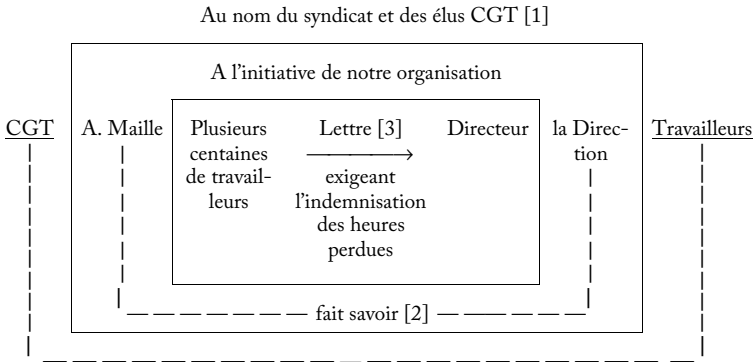 Au nom du syndicat et des élus CGT [1]
A l’initiative de notre organisation
CGT A. Maille Plusieurs centaines de travail-leurs Lettre [3] Directeur la Direc-tion Travailleurs
exigeant
l’indemnisation
des heures
perdues
fait savoir [2]